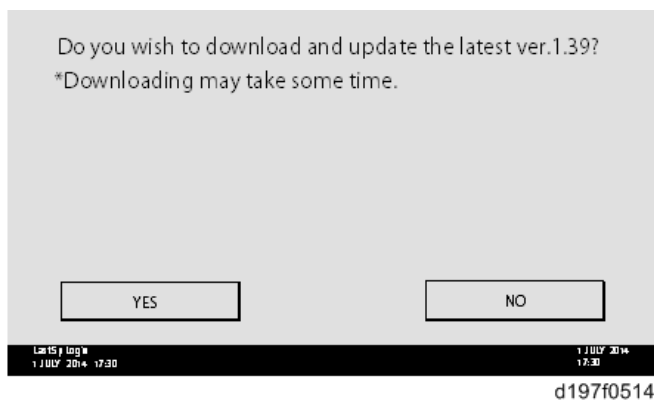 Do you wish to download and update the latest ver.1.39?
*Downloading may take some time.
YES
NO
1 JULY 2014 17:30
1 JULY 2014
17:30
d197f0514